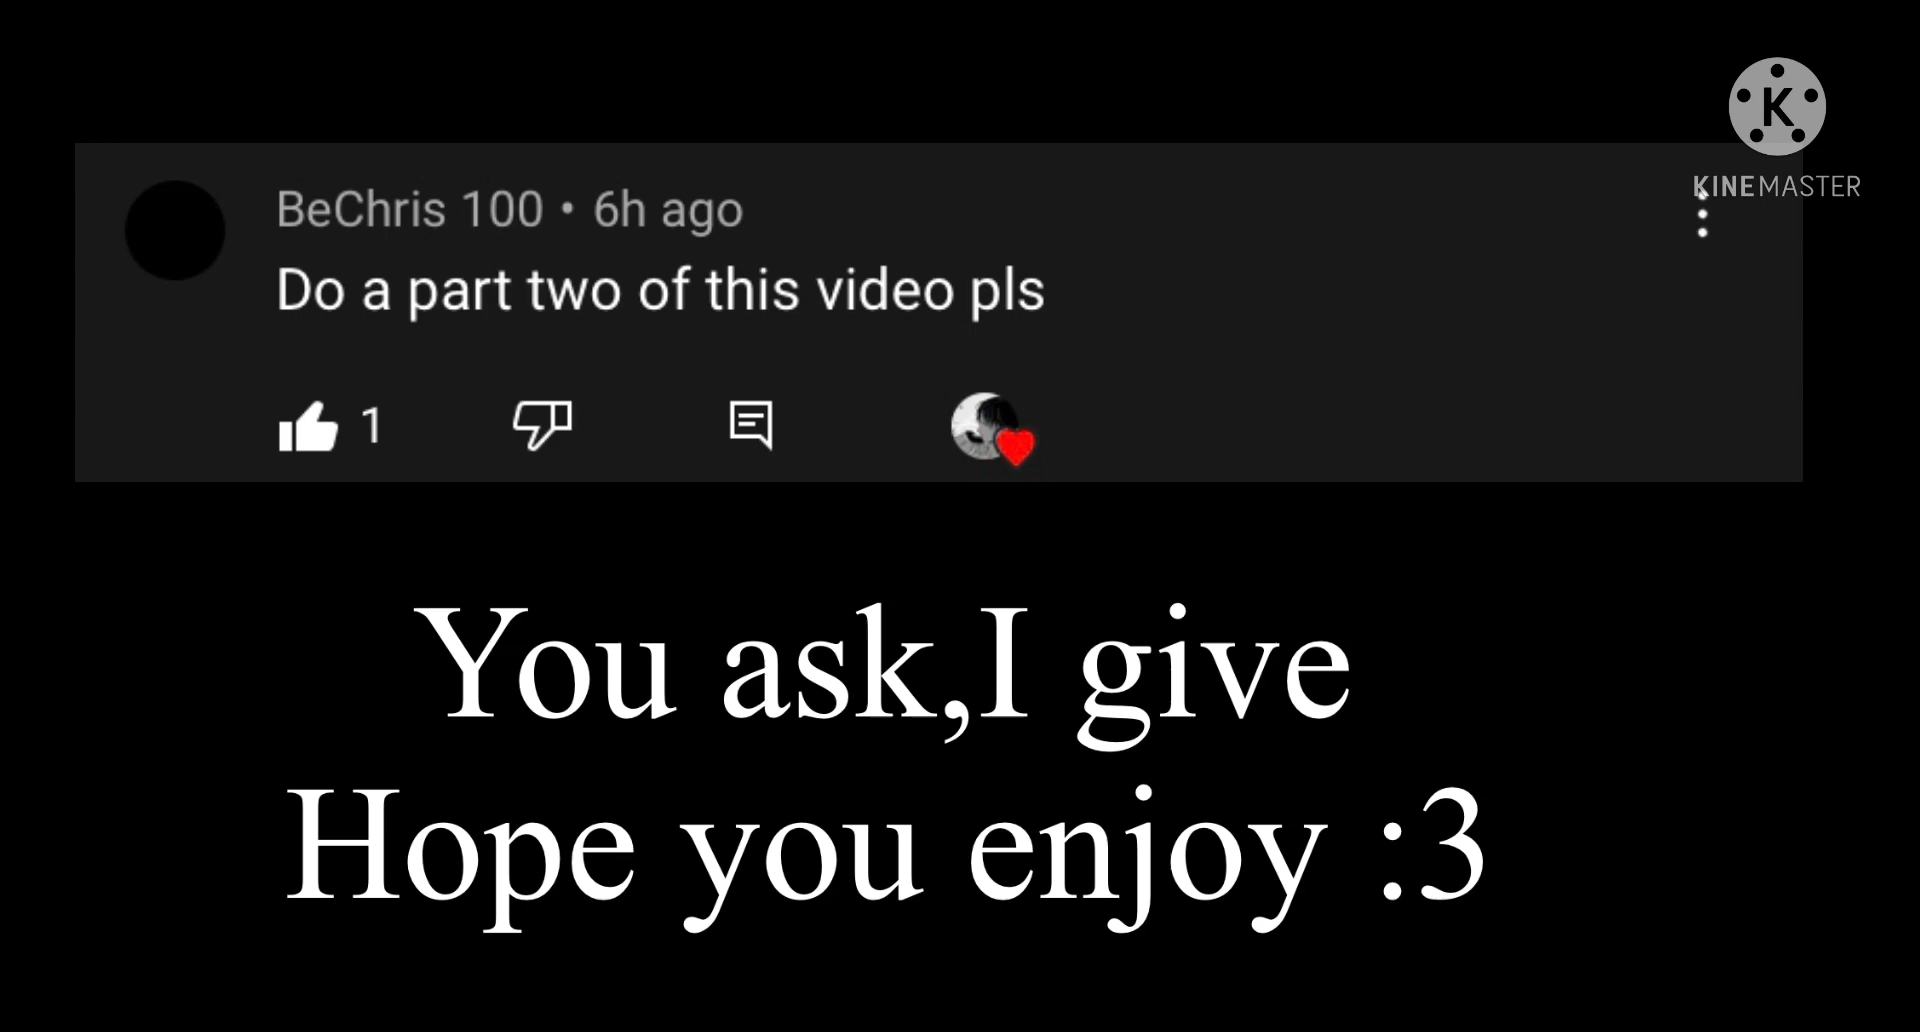 K
KINEMASTER
BeChris 100 • 6h ago
Do a part two of this video pls
1
You ask,I give
Hope you enjoy :3